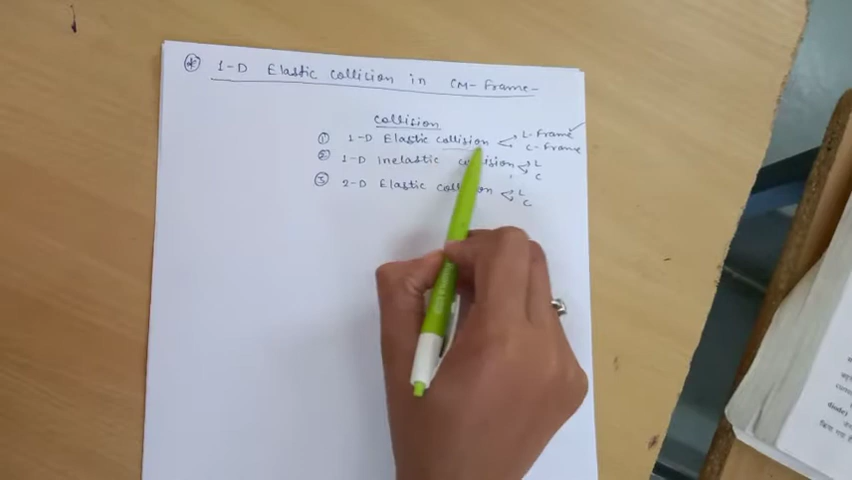 * 1-D Elastic collision in CM-Frame-
collision
① 1-D Elastic collision L-Frame
C-Frame
② 1-D Inelastic collision L
C
③ 2-D Elastic collision L
C